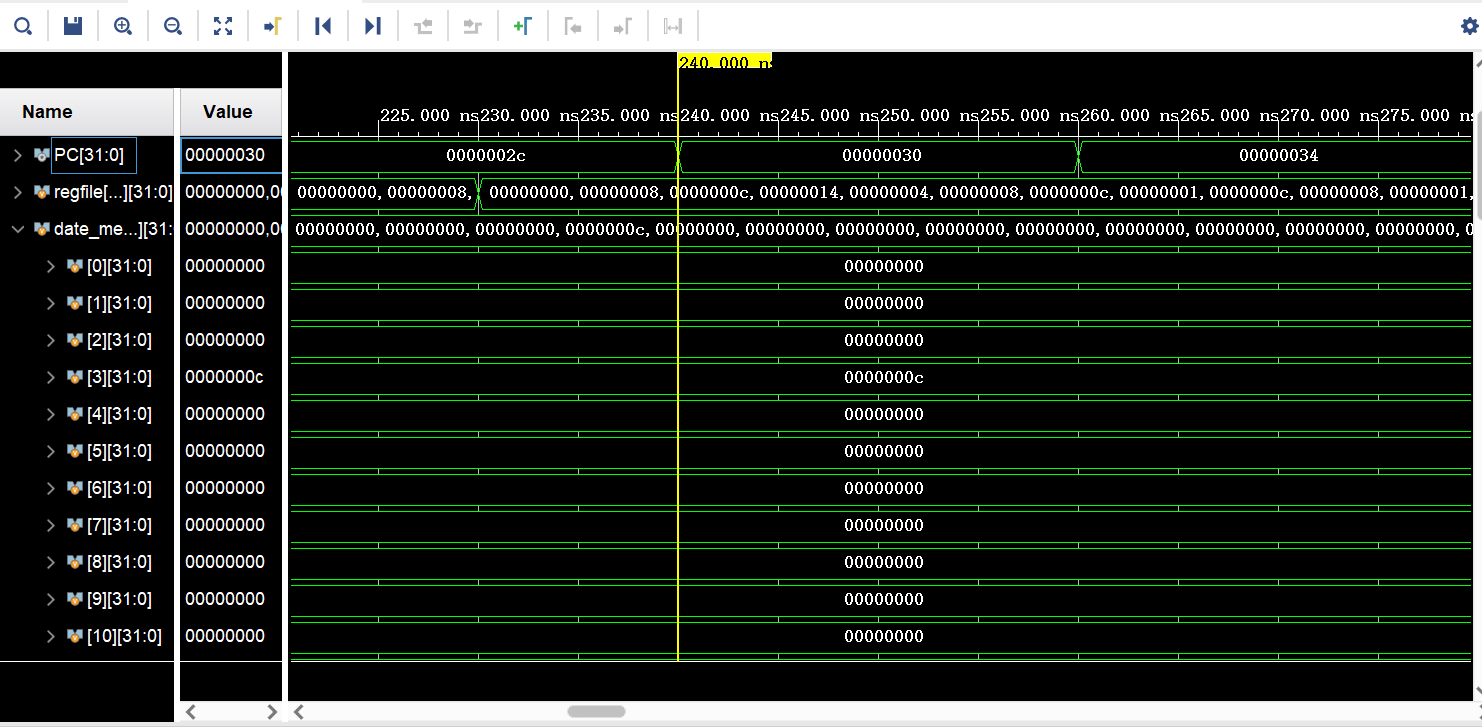 240.000 ns
Name Value
225.000 ns 230.000 ns 235.000 ns 240.000 ns 245.000 ns 250.000 ns 255.000 ns 260.000 ns 265.000 ns 270.000 ns 275.000 ns
PC[31:0] 00000030 0000002c 00000030 00000034
regfile[...][31:0] 00000000,00 00000000,00000008, 00000000,00000008,0000000c,00000014,00000004,00000008,0000000c,00000001,0000000c,00000008,00000001,
date_me...][31: 00000000,00 00000000,00000000,00000000,0000000c,00000000,00000000,00000000,00000000,00000000,00000000,00000000,00000000,0
[0][31:0] 00000000 00000000
[1][31:0] 00000000 00000000
[2][31:0] 00000000 00000000
[3][31:0] 0000000c 0000000c
[4][31:0] 00000000 00000000
[5][31:0] 00000000 00000000
[6][31:0] 00000000 00000000
[7][31:0] 00000000 00000000
[8][31:0] 00000000 00000000
[9][31:0] 00000000 00000000
[10][31:0] 00000000 00000000